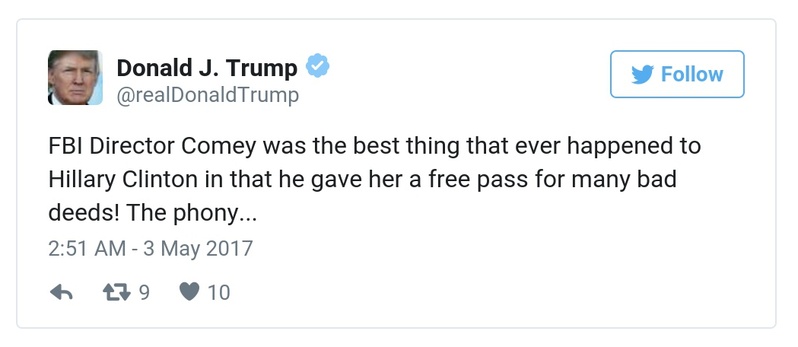 Donald J. Trump
@realDonaldTrump
Follow
FBI Director Comey was the best thing that ever happened to
Hillary Clinton in that he gave her a free pass for many bad
deeds! The phony...
2:51 AM - 3 May 2017
9 10